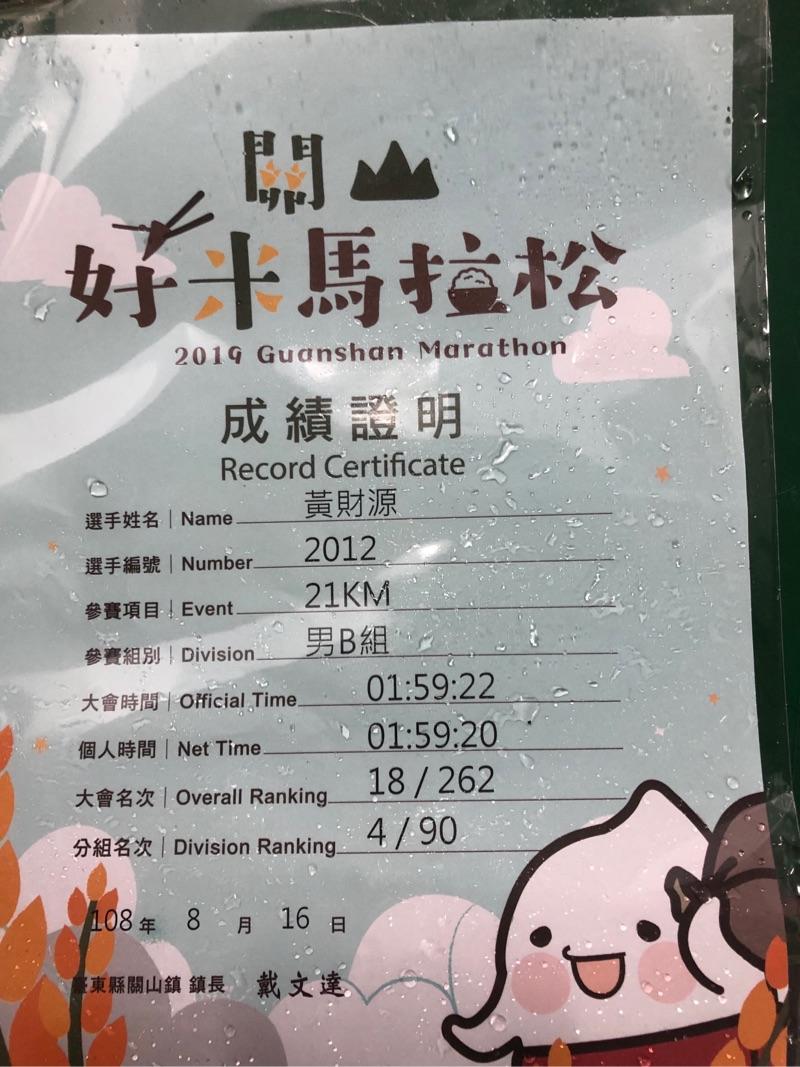 關山
好米馬拉松
2019 Guanshan Marathon
成績證明
Record Certificate
選手姓名｜Name 黃財源
選手編號｜Number 2012
參賽項目｜Event 21KM
參賽組別｜Division 男B組
大會時間｜Official Time 01:59:22
個人時間｜Net Time 01:59:20
大會名次｜Overall Ranking 18 / 262
分組名次｜Division Ranking 4 / 90
108 年 8 月 16 日
臺東縣關山鎮 鎮長 戴文達